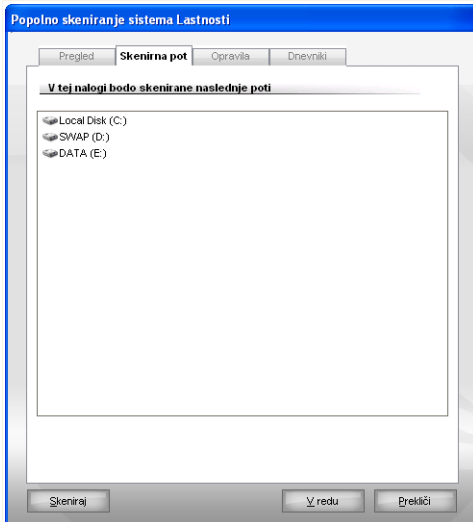 Popolno skeniranje sistema Lastnosti
Pregled Skenirna pot Opravila Dnevniki
V tej nalogi bodo skenirane naslednje poti
Local Disk (C:)
SWAP (D:)
DATA (E:)
Skeniraj V redu Prekliči